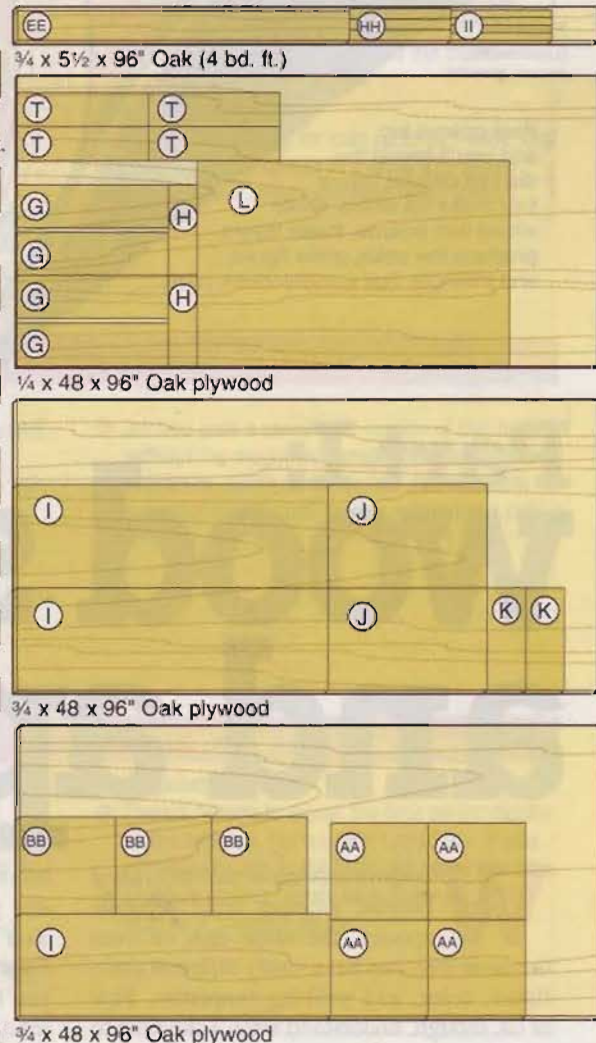 EE HH II
¾ x 5½ x 96" Oak (4 bd. ft.)
T T
T T
G H L
G
G H
G
¼ x 48 x 96" Oak plywood
I J
I J K K
¾ x 48 x 96" Oak plywood
BB BB BB AA AA
I AA AA
¾ x 48 x 96" Oak plywood